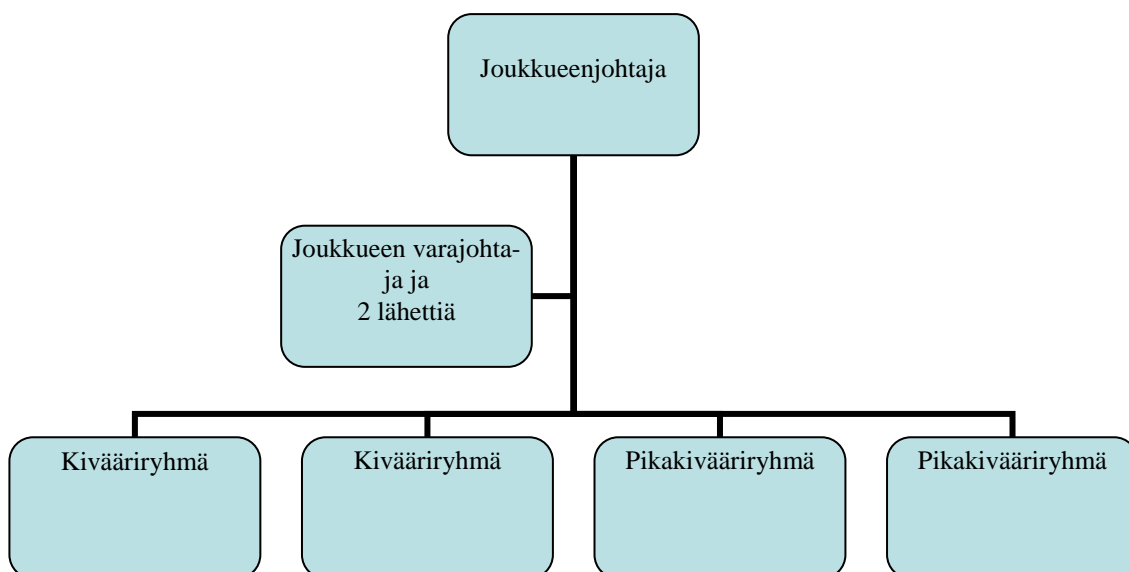 Joukkueenjohtaja
Joukkueen varajohta-
ja ja
2 lähettiä
Kivääriryhmä
Kivääriryhmä
Pikakivääriryhmä
Pikakivääriryhmä